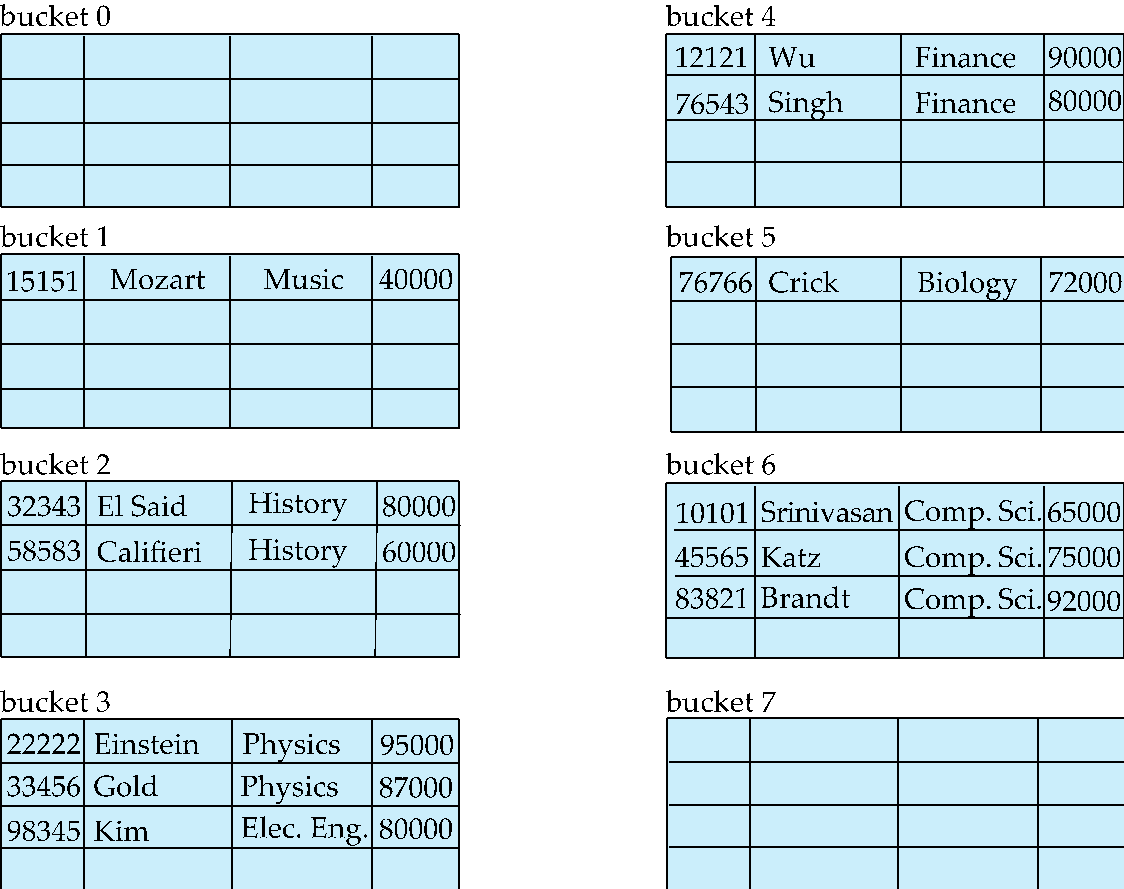 bucket 0
bucket 1
15151 Mozart Music 40000
bucket 2
32343 El Said History 80000
58583 Califieri History 60000
bucket 3
22222 Einstein Physics 95000
33456 Gold Physics 87000
98345 Kim Elec. Eng. 80000
bucket 4
12121 Wu Finance 90000
76543 Singh Finance 80000
bucket 5
76766 Crick Biology 72000
bucket 6
10101 Srinivasan Comp. Sci. 65000
45565 Katz Comp. Sci. 75000
83821 Brandt Comp. Sci. 92000
bucket 7